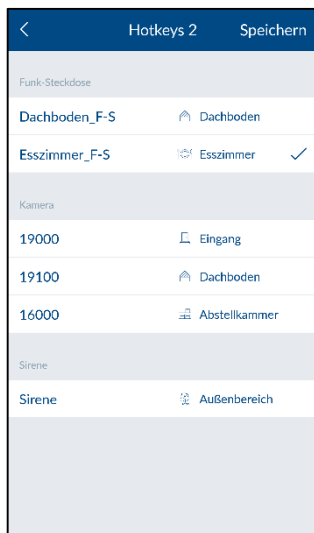 Hotkeys 2 Speichern
Funk-Steckdose
Dachboden_F-S Dachboden
Esszimmer_F-S Esszimmer
Kamera
19000 Eingang
19100 Dachboden
16000 Abstellkammer
Sirene
Sirene Außenbereich